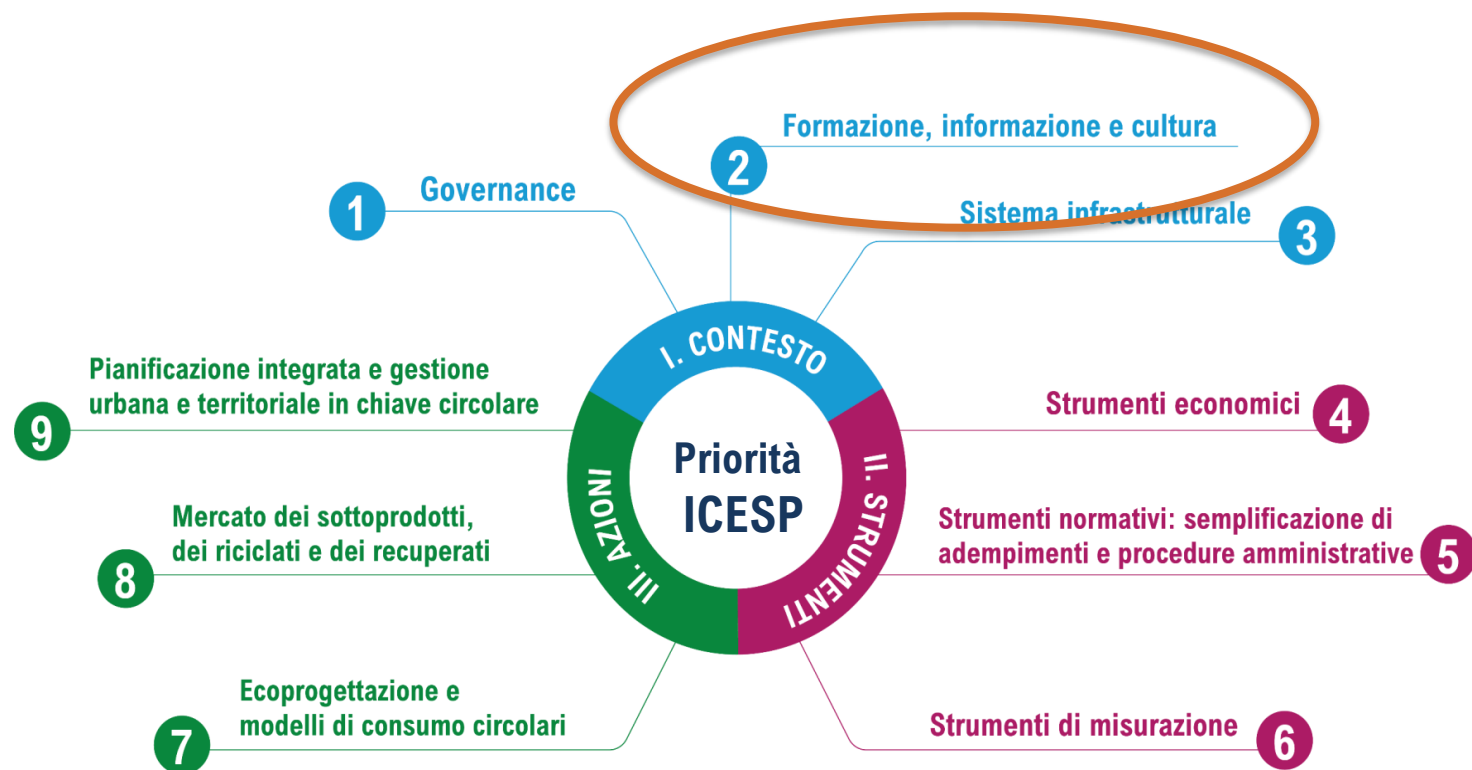 1
Governance
2
Formazione, informazione e cultura
3
Sistema infrastrutturale
I. CONTESTO
II. STRUMENTI
III. AZIONI
Priorità
ICESP
4
Strumenti economici
5
Strumenti normativi: semplificazione di
adempimenti e procedure amministrative
6
Strumenti di misurazione
7
Ecoprogettazione e
modelli di consumo circolari
8
Mercato dei sottoprodotti,
dei riciclati e dei recuperati
9
Pianificazione integrata e gestione
urbana e territoriale in chiave circolare